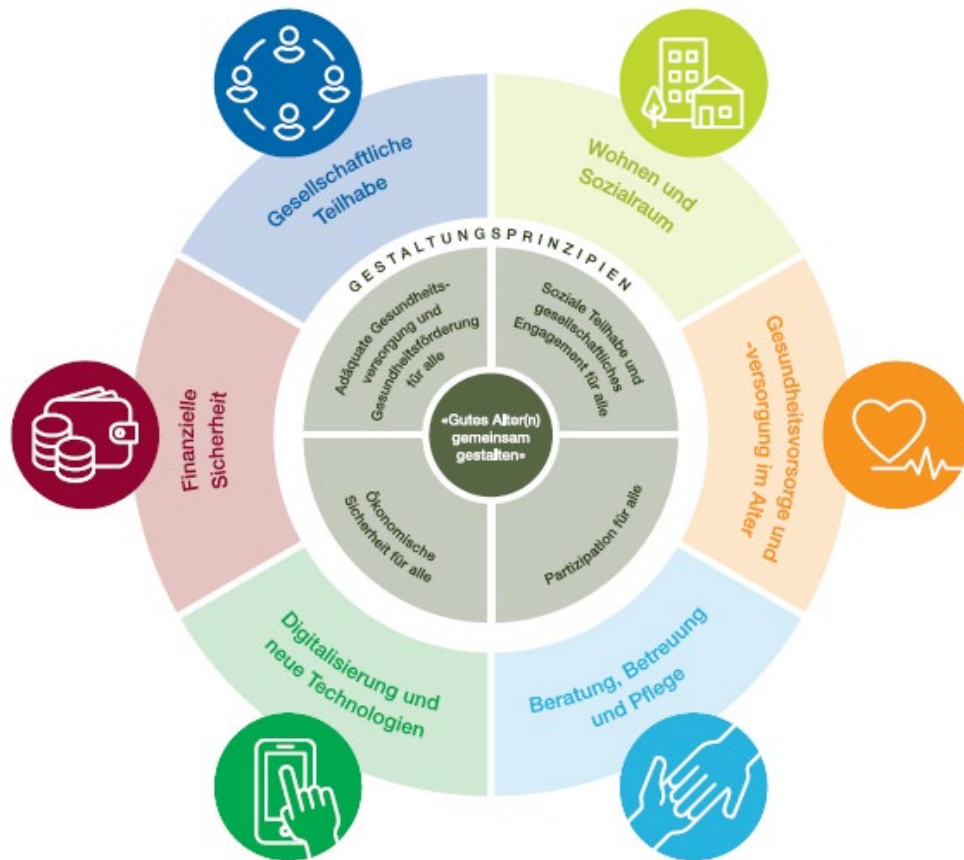 Gesellschaftliche
Teilhabe
Wohnen und
Sozialraum
GESTALTUNGSPRINZIPIEN
Adäquate Gesundheits-
versorgung und
Gesundheitsförderung
für alle
Soziale Teilhabe und
gesellschaftliches
Engagement für alle
Gesundheitsvorsorge und
-versorgung im Alter
Finanzielle
Sicherheit
«Gutes Alter(n)
gemeinsam
gestalten»
Ökonomische
Sicherheit für alle
Partizipation für alle
Digitalisierung und
neue Technologien
Beratung, Betreuung
und Pflege